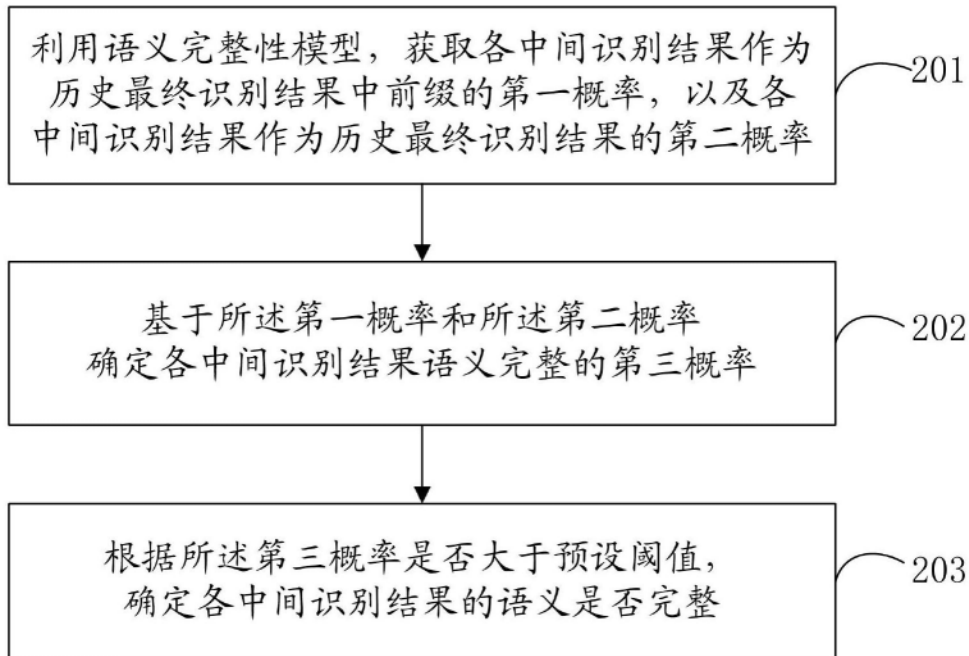 利用语义完整性模型，获取各中间识别结果作为
历史最终识别结果中前缀的第一概率，以及各
中间识别结果作为历史最终识别结果的第二概率
201
基于所述第一概率和所述第二概率
确定各中间识别结果语义完整的第三概率
202
根据所述第三概率是否大于预设阈值，
确定各中间识别结果的语义是否完整
203